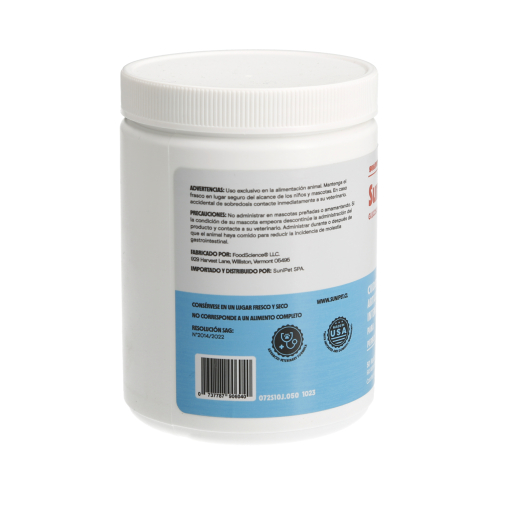 ADVERTENCIAS: Uso exclusivo en la alimentación animal. Mantenga el
fresco en lugar seguro del alcance de los niños y mascotas. En caso
accidental de sobredosis contacte inmediatamente a su veterinario.
PRECAUCIONES: No administrar en mascotas preñadas o amamantando. Si
la condición de su mascota empeora descontinúe la administración del
producto y contacte a su veterinario. Administrar durante o después de
que el animal haya comido para reducir la incidencia de molestia
gastrointestinal.
FABRICADO POR: FoodScience® LLC.
929 Harvest Lane, Williston, Vermont 05495
IMPORTADO Y DISTRIBUIDO POR: SuniPet SPA.
CONSÉRVESE EN UN LUGAR FRESCO Y SECO
NO CORRESPONDE A UN ALIMENTO COMPLETO
WWW.SUNIPET.CL
RESOLUCIÓN SAG:
N°2014/2022
USA
0725102.050 1023